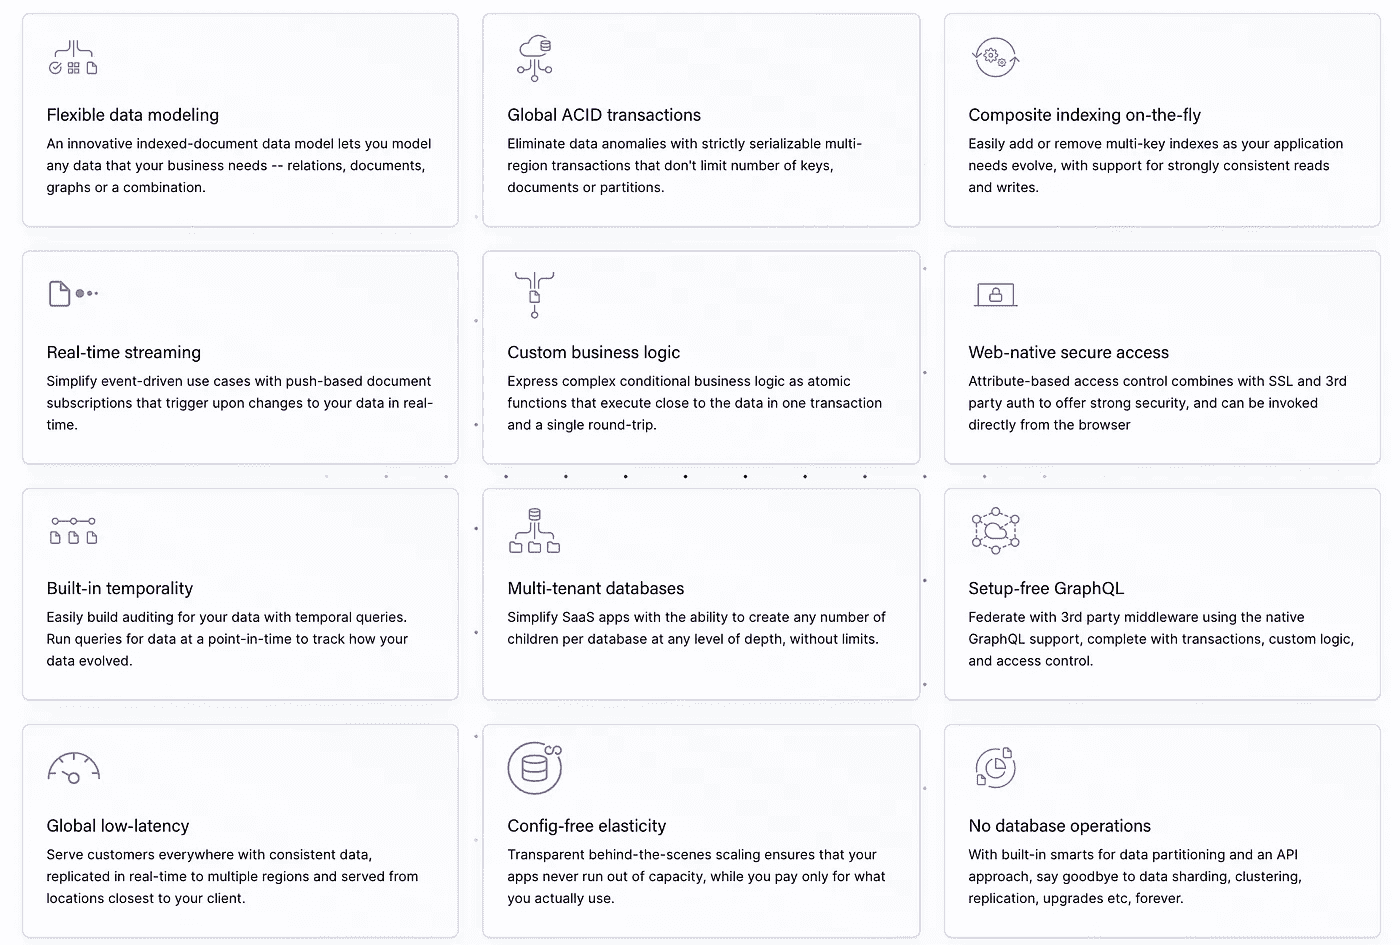 Flexible data modeling
An innovative indexed-document data model lets you model
any data that your business needs -- relations, documents,
graphs or a combination.
Global ACID transactions
Eliminate data anomalies with strictly serializable multi-
region transactions that don't limit number of keys,
documents or partitions.
Composite indexing on-the-fly
Easily add or remove multi-key indexes as your application
needs evolve, with support for strongly consistent reads
and writes.
Real-time streaming
Simplify event-driven use cases with push-based document
subscriptions that trigger upon changes to your data in real-
time.
Custom business logic
Express complex conditional business logic as atomic
functions that execute close to the data in one transaction
and a single round-trip.
Web-native secure access
Attribute-based access control combines with SSL and 3rd
party auth to offer strong security, and can be invoked
directly from the browser
Built-in temporality
Easily build auditing for your data with temporal queries.
Run queries for data at a point-in-time to track how your
data evolved.
Multi-tenant databases
Simplify SaaS apps with the ability to create any number of
children per database at any level of depth, without limits.
Setup-free GraphQL
Federate with 3rd party middleware using the native
GraphQL support, complete with transactions, custom logic,
and access control.
Global low-latency
Serve customers everywhere with consistent data,
replicated in real-time to multiple regions and served from
locations closest to your client.
Config-free elasticity
Transparent behind-the-scenes scaling ensures that your
apps never run out of capacity, while you pay only for what
you actually use.
No database operations
With built-in smarts for data partitioning and an API
approach, say goodbye to data sharding, clustering,
replication, upgrades etc, forever.